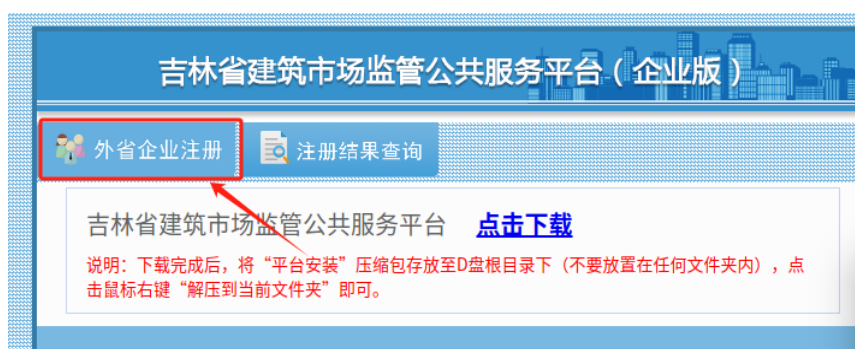 吉林省建筑市场监管公共服务平台（企业版）
外省企业注册
注册结果查询
吉林省建筑市场监管公共服务平台 点击下载
说明：下载完成后，将“平台安装”压缩包存放至D盘根目录下（不要放置在任何文件夹内），点
击鼠标右键“解压到当前文件夹”即可。